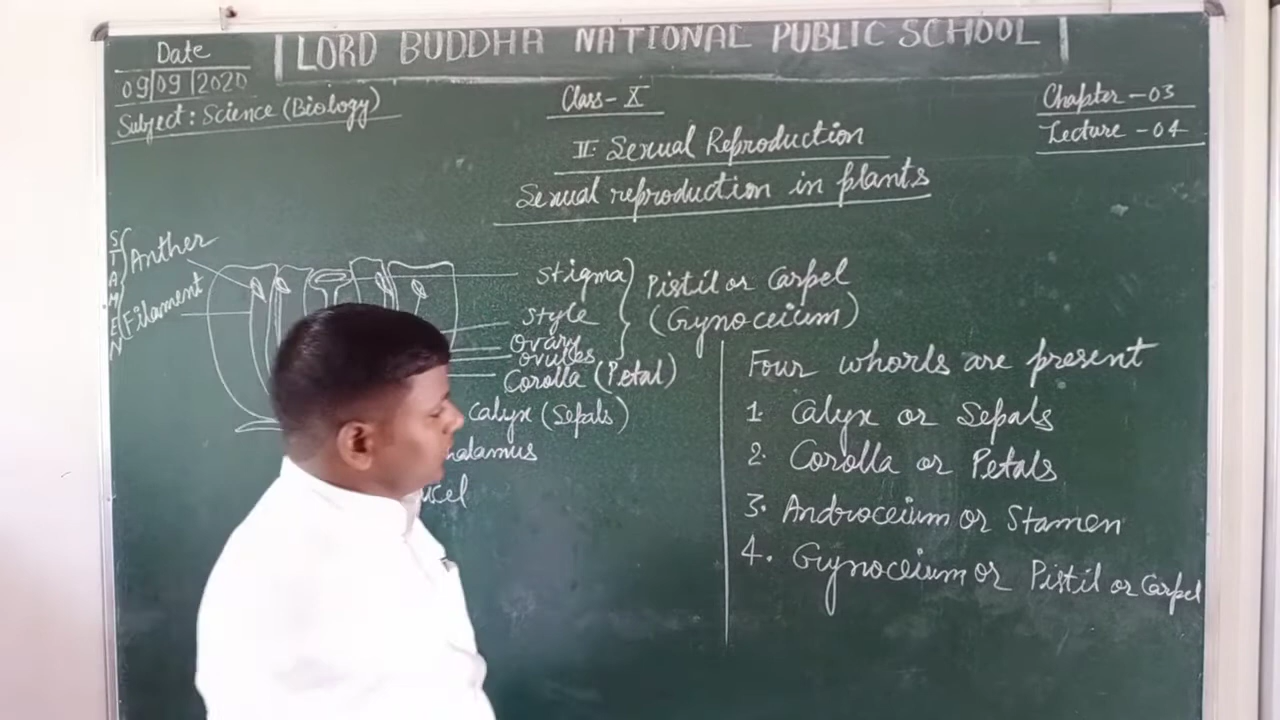 LORD BUDDHA NATIONAL PUBLIC SCHOOL
Date
09/09/2020
Subject: Science (Biology)
Class - X
Chapter - 03
Lecture - 04
II. Sexual Reproduction
Sexual reproduction in plants
STAMEN
Anther
Filament
Stigma
Style
Ovary
Ovules
Pistil or Carpel
(Gynoceium)
Corolla (Petal)
Calyx (Sepals)
halamus
Four whorls are present
1. Calyx or Sepals
2. Corolla or Petals
3. Androceium or Stamen
4. Gynoceium or Pistil or Carpel